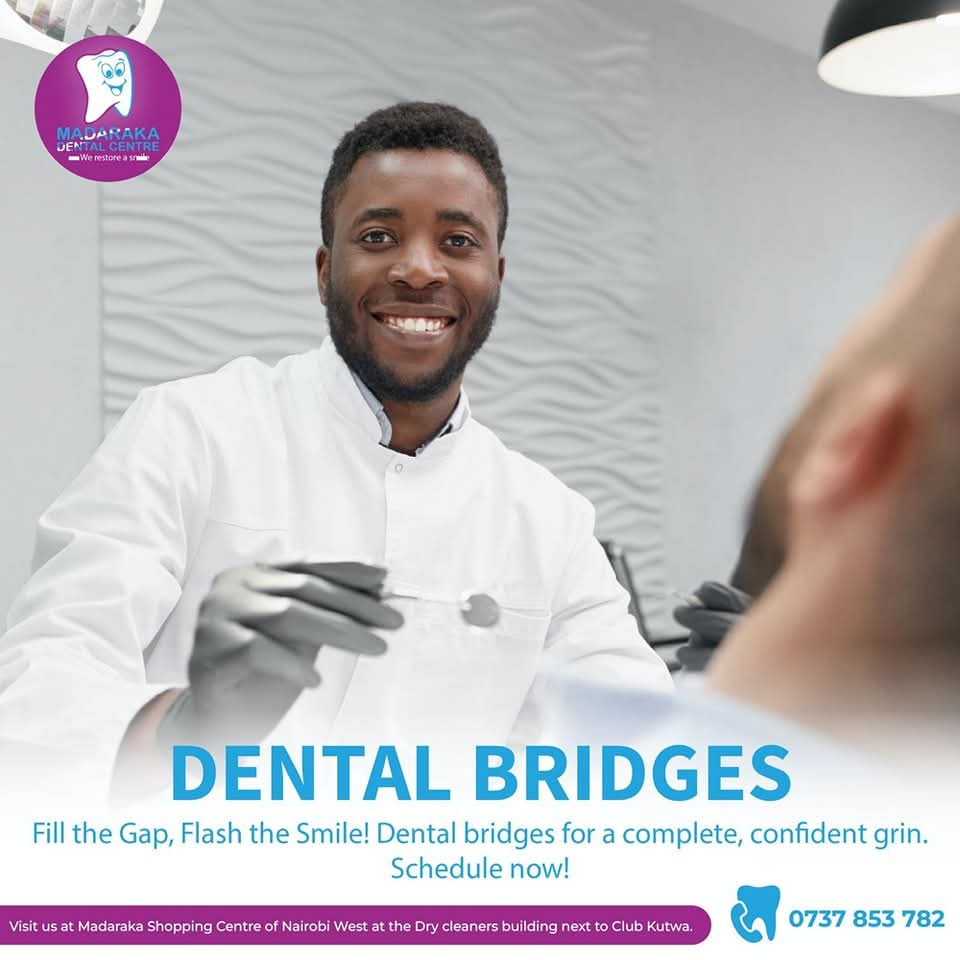 MADARAKA
DENTAL CENTRE
We restore a smile
DENTAL BRIDGES
Fill the Gap, Flash the Smile! Dental bridges for a complete, confident grin.
Schedule now!
Visit us at Madaraka Shopping Centre of Nairobi West at the Dry cleaners building next to Club Kutwa.
0737 853 782